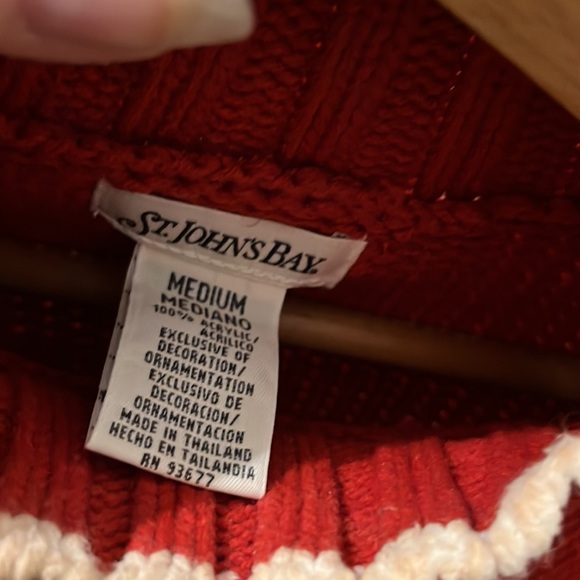 ST. JOHN'S BAY.
MEDIUM
MEDIANO
100% ACRYLIC/
ACRILICO
EXCLUSIVE OF
DECORATION/
ORNAMENTATION
EXCLUSIVO DE
DECORACION/
ORNAMENTACION
MADE IN THAILAND
HECHO EN TAILANDIA
RN 93677